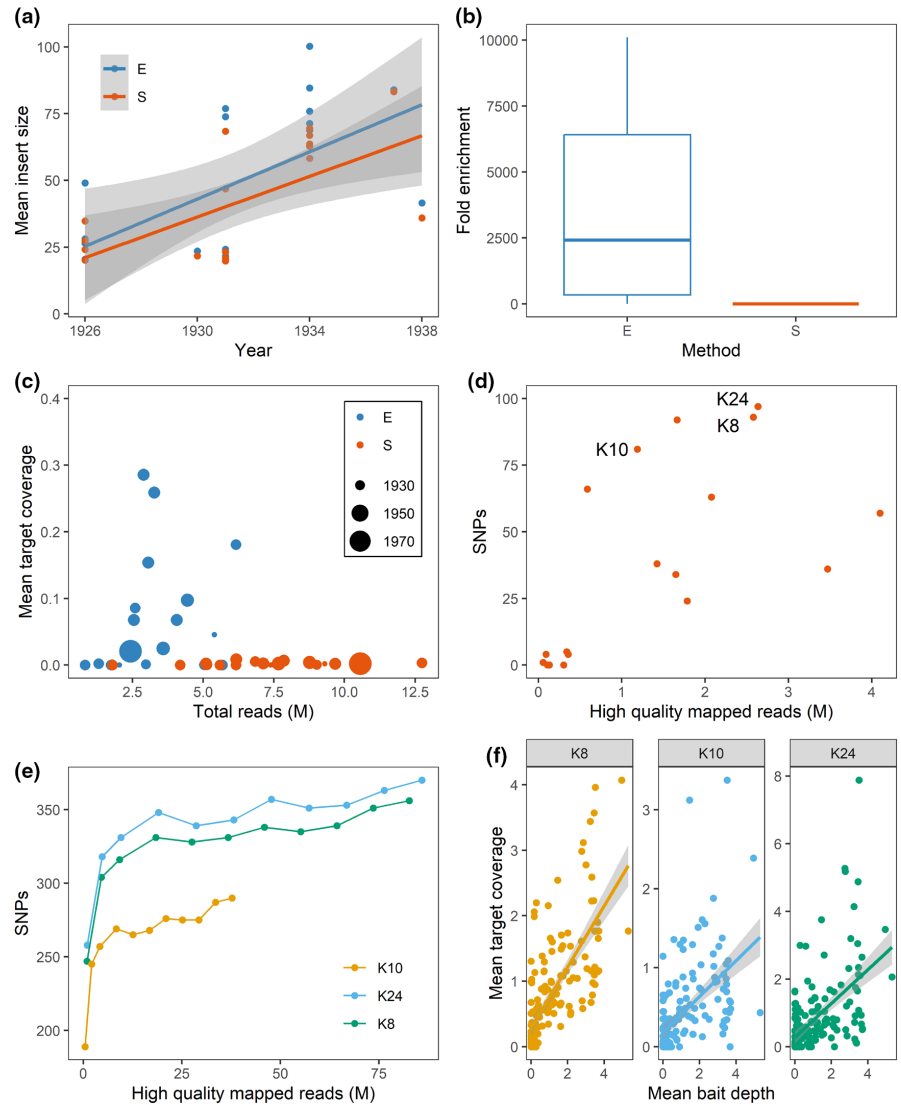 (a)
100
75
50
25
0
Mean insert size
E
S
1926
1930
1934
1938
Year
(b)
10000
7500
5000
2500
0
Fold enrichment
E
S
Method
(c)
0.4
0.3
0.2
0.1
0.0
Mean target coverage
E
S
1930
1950
1970
2.5
5.0
7.5
10.0
12.5
Total reads (M)
(d)
100
75
50
25
0
SNPs
K24
K8
K10
0
1
2
3
4
High quality mapped reads (M)
(e)
350
300
250
200
SNPs
K10
K24
K8
0
25
50
75
High quality mapped reads (M)
(f)
K8
K10
K24
4
3
2
1
0
Mean target coverage
3
2
1
0
8
6
4
2
0
0 2 4
0 2 4
0 2 4
Mean bait depth